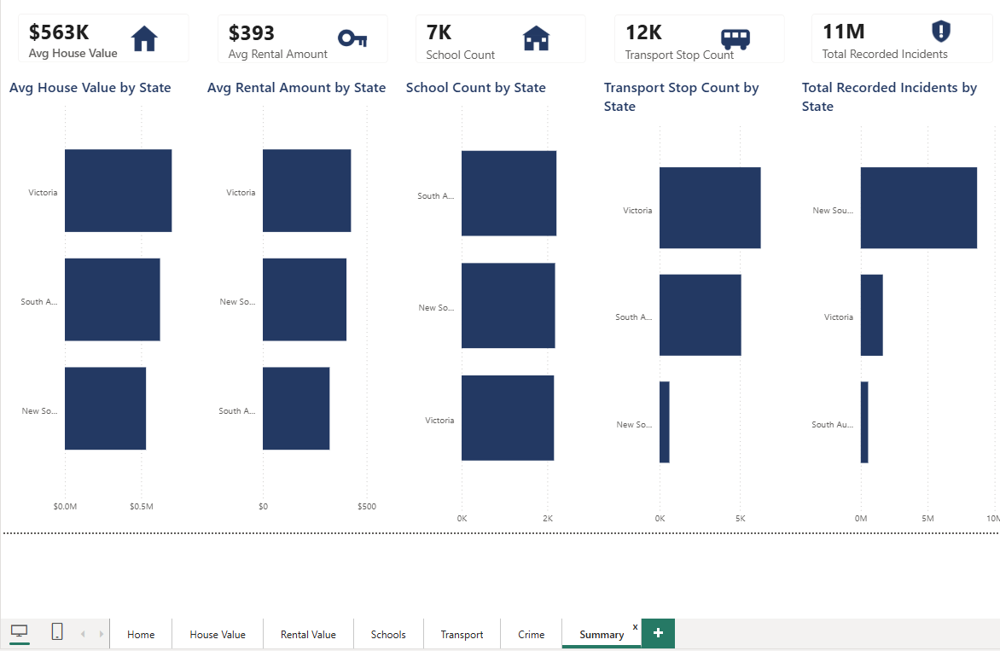 $563K
Avg House Value
$393
Avg Rental Amount
7K
School Count
12K
Transport Stop Count
11M
Total Recorded Incidents
Avg House Value by State
Victoria
South A...
New So...
$0.0M $0.5M
Avg Rental Amount by State
Victoria
New So...
South A...
$0 $500
School Count by State
South A...
New So...
Victoria
0K 2K
Transport Stop Count by
State
Victoria
South A...
New So...
0K 5K
Total Recorded Incidents by
State
New Sou...
Victoria
South Au...
0M 5M 10M
Home House Value Rental Value Schools Transport Crime Summary x +